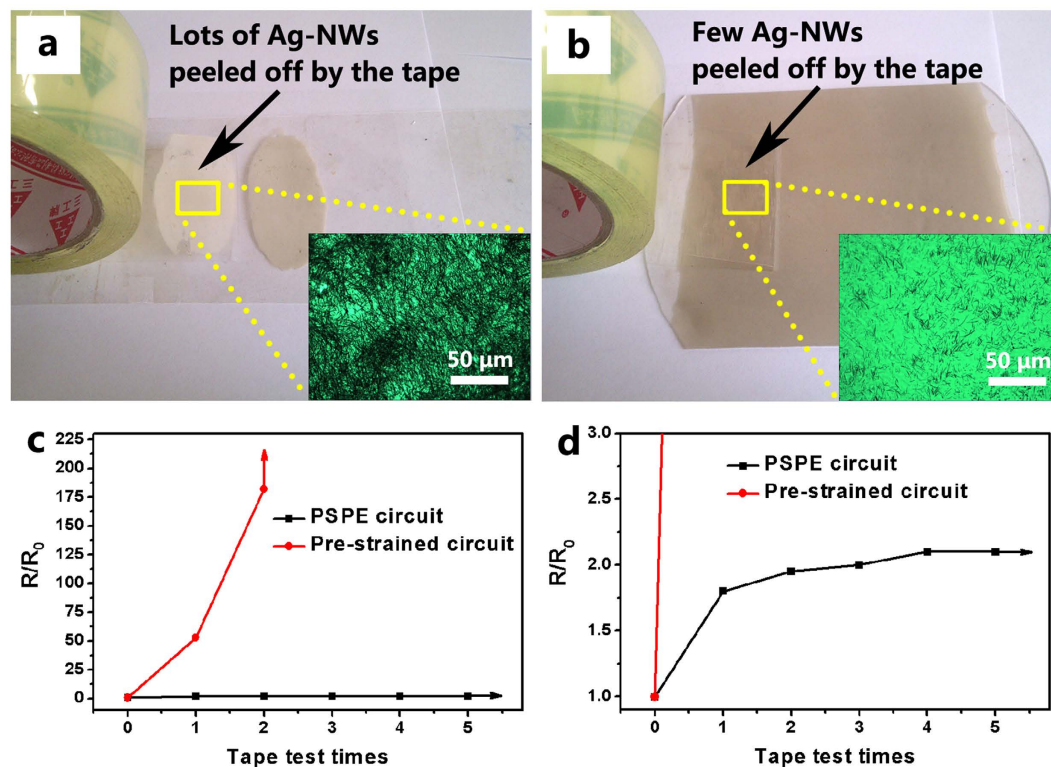 a
Lots of Ag-NWs
peeled off by the tape
50 μm
b
Few Ag-NWs
peeled off by the tape
50 μm
c
225
200
175
150
125
100
75
50
25
0
R/R₀
PSPE circuit
Pre-strained circuit
0 1 2 3 4 5
Tape test times
d
3.0
2.5
2.0
1.5
1.0
R/R₀
PSPE circuit
Pre-strained circuit
0 1 2 3 4 5
Tape test times